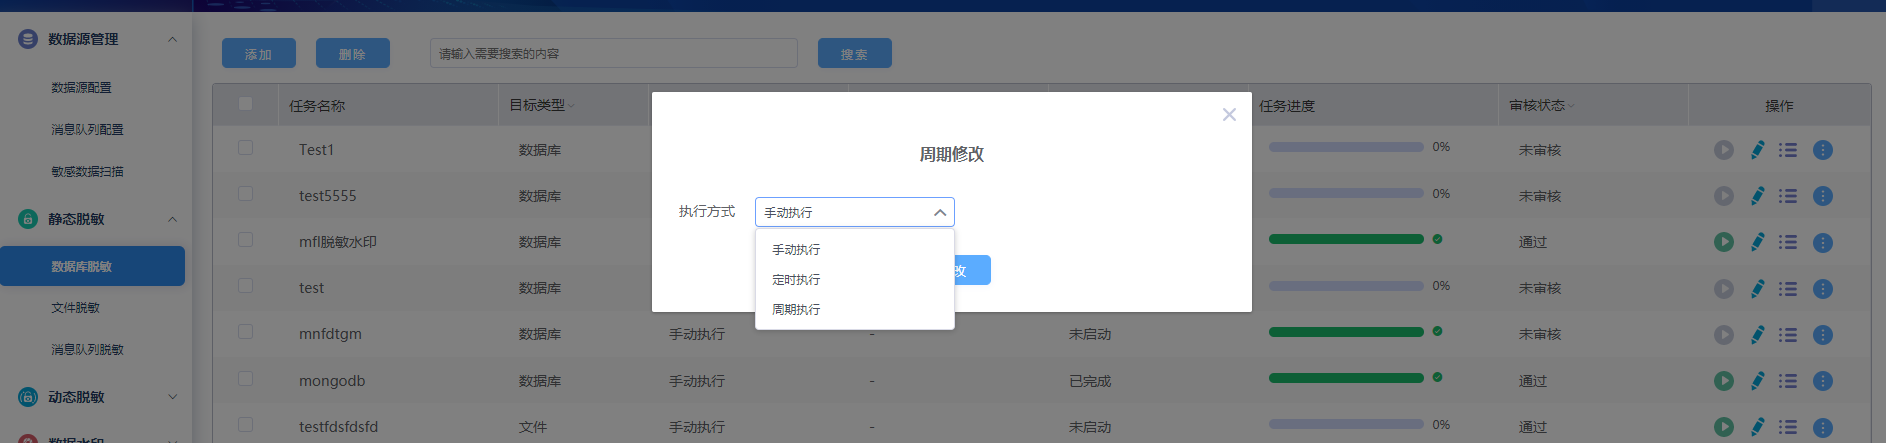 数据源管理
数据源配置
消息队列配置
敏感数据扫描
静态脱敏
数据库脱敏
文件脱敏
消息队列脱敏
动态脱敏
数据水印
添加 删除 请输入需要搜索的内容 搜索
任务名称 目标类型 任务进度 审核状态 操作
Test1 数据库 0% 未审核
test5555 数据库 0% 未审核
mfl脱敏水印 数据库 通过
test 数据库 0% 未审核
mnfdtgm 数据库 手动执行 - 未启动 未审核
mongodb 数据库 手动执行 - 已完成 通过
testfdsfdsfd 文件 手动执行 - 未启动 0% 通过
周期修改
执行方式 手动执行
手动执行
定时执行
周期执行
改